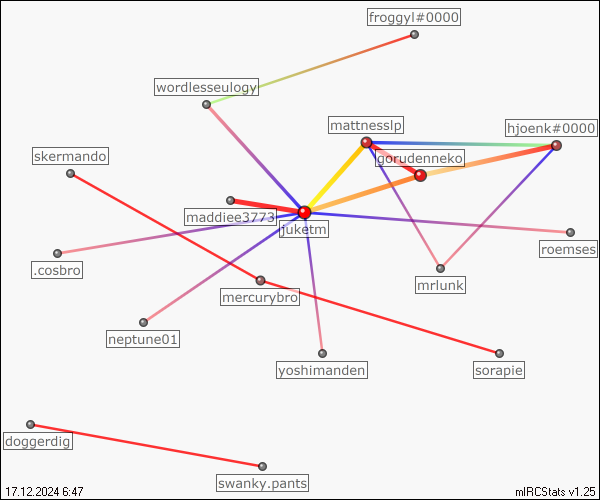 froggyl#0000
wordlesseulogy
mattnesslp
hjoenk#0000
skermando
gorudenneko
maddiee3773
juketm
roemses
.cosbro
mrlunk
mercurybro
neptune01
yoshimanden
sorapie
doggerdig
swanky.pants
17.12.2024 6:47
mIRCStats v1.25